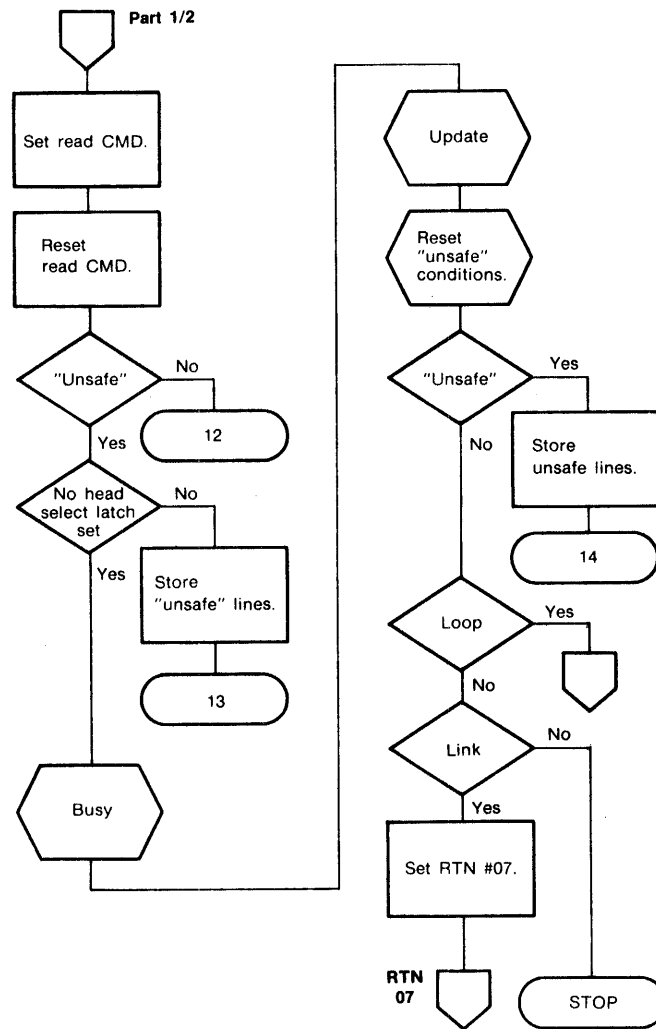 Part 1/2
Set read CMD.
Reset
read CMD.
"Unsafe"
No
12
Yes
No head
select latch
set
No
Yes
Store
"unsafe" lines.
13
Busy
Update
Reset
"unsafe"
conditions.
"Unsafe"
Yes
No
Store
unsafe lines.
14
Loop
Yes
No
Link
No
Yes
Set RTN #07.
RTN
07
STOP